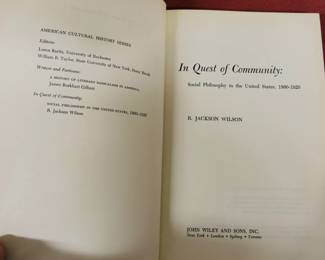 AMERICAN CULTURAL HISTORY SERIES
Editors:
Loren Baritz, University of Rochester
William R. Taylor, State University of New York, Stony Brook
Writers and Partisans:
A HISTORY OF LITERARY RADICALISM IN AMERICA,
James Burkhart Gilbert
In Quest of Community:
SOCIAL PHILOSOPHY IN THE UNITED STATES, 1860-1920
R. Jackson Wilson
In Quest of Community:
Social Philosophy in the United States, 1860-1920
R. JACKSON WILSON
JOHN WILEY AND SONS, INC.
New York • London • Sydney • Toronto